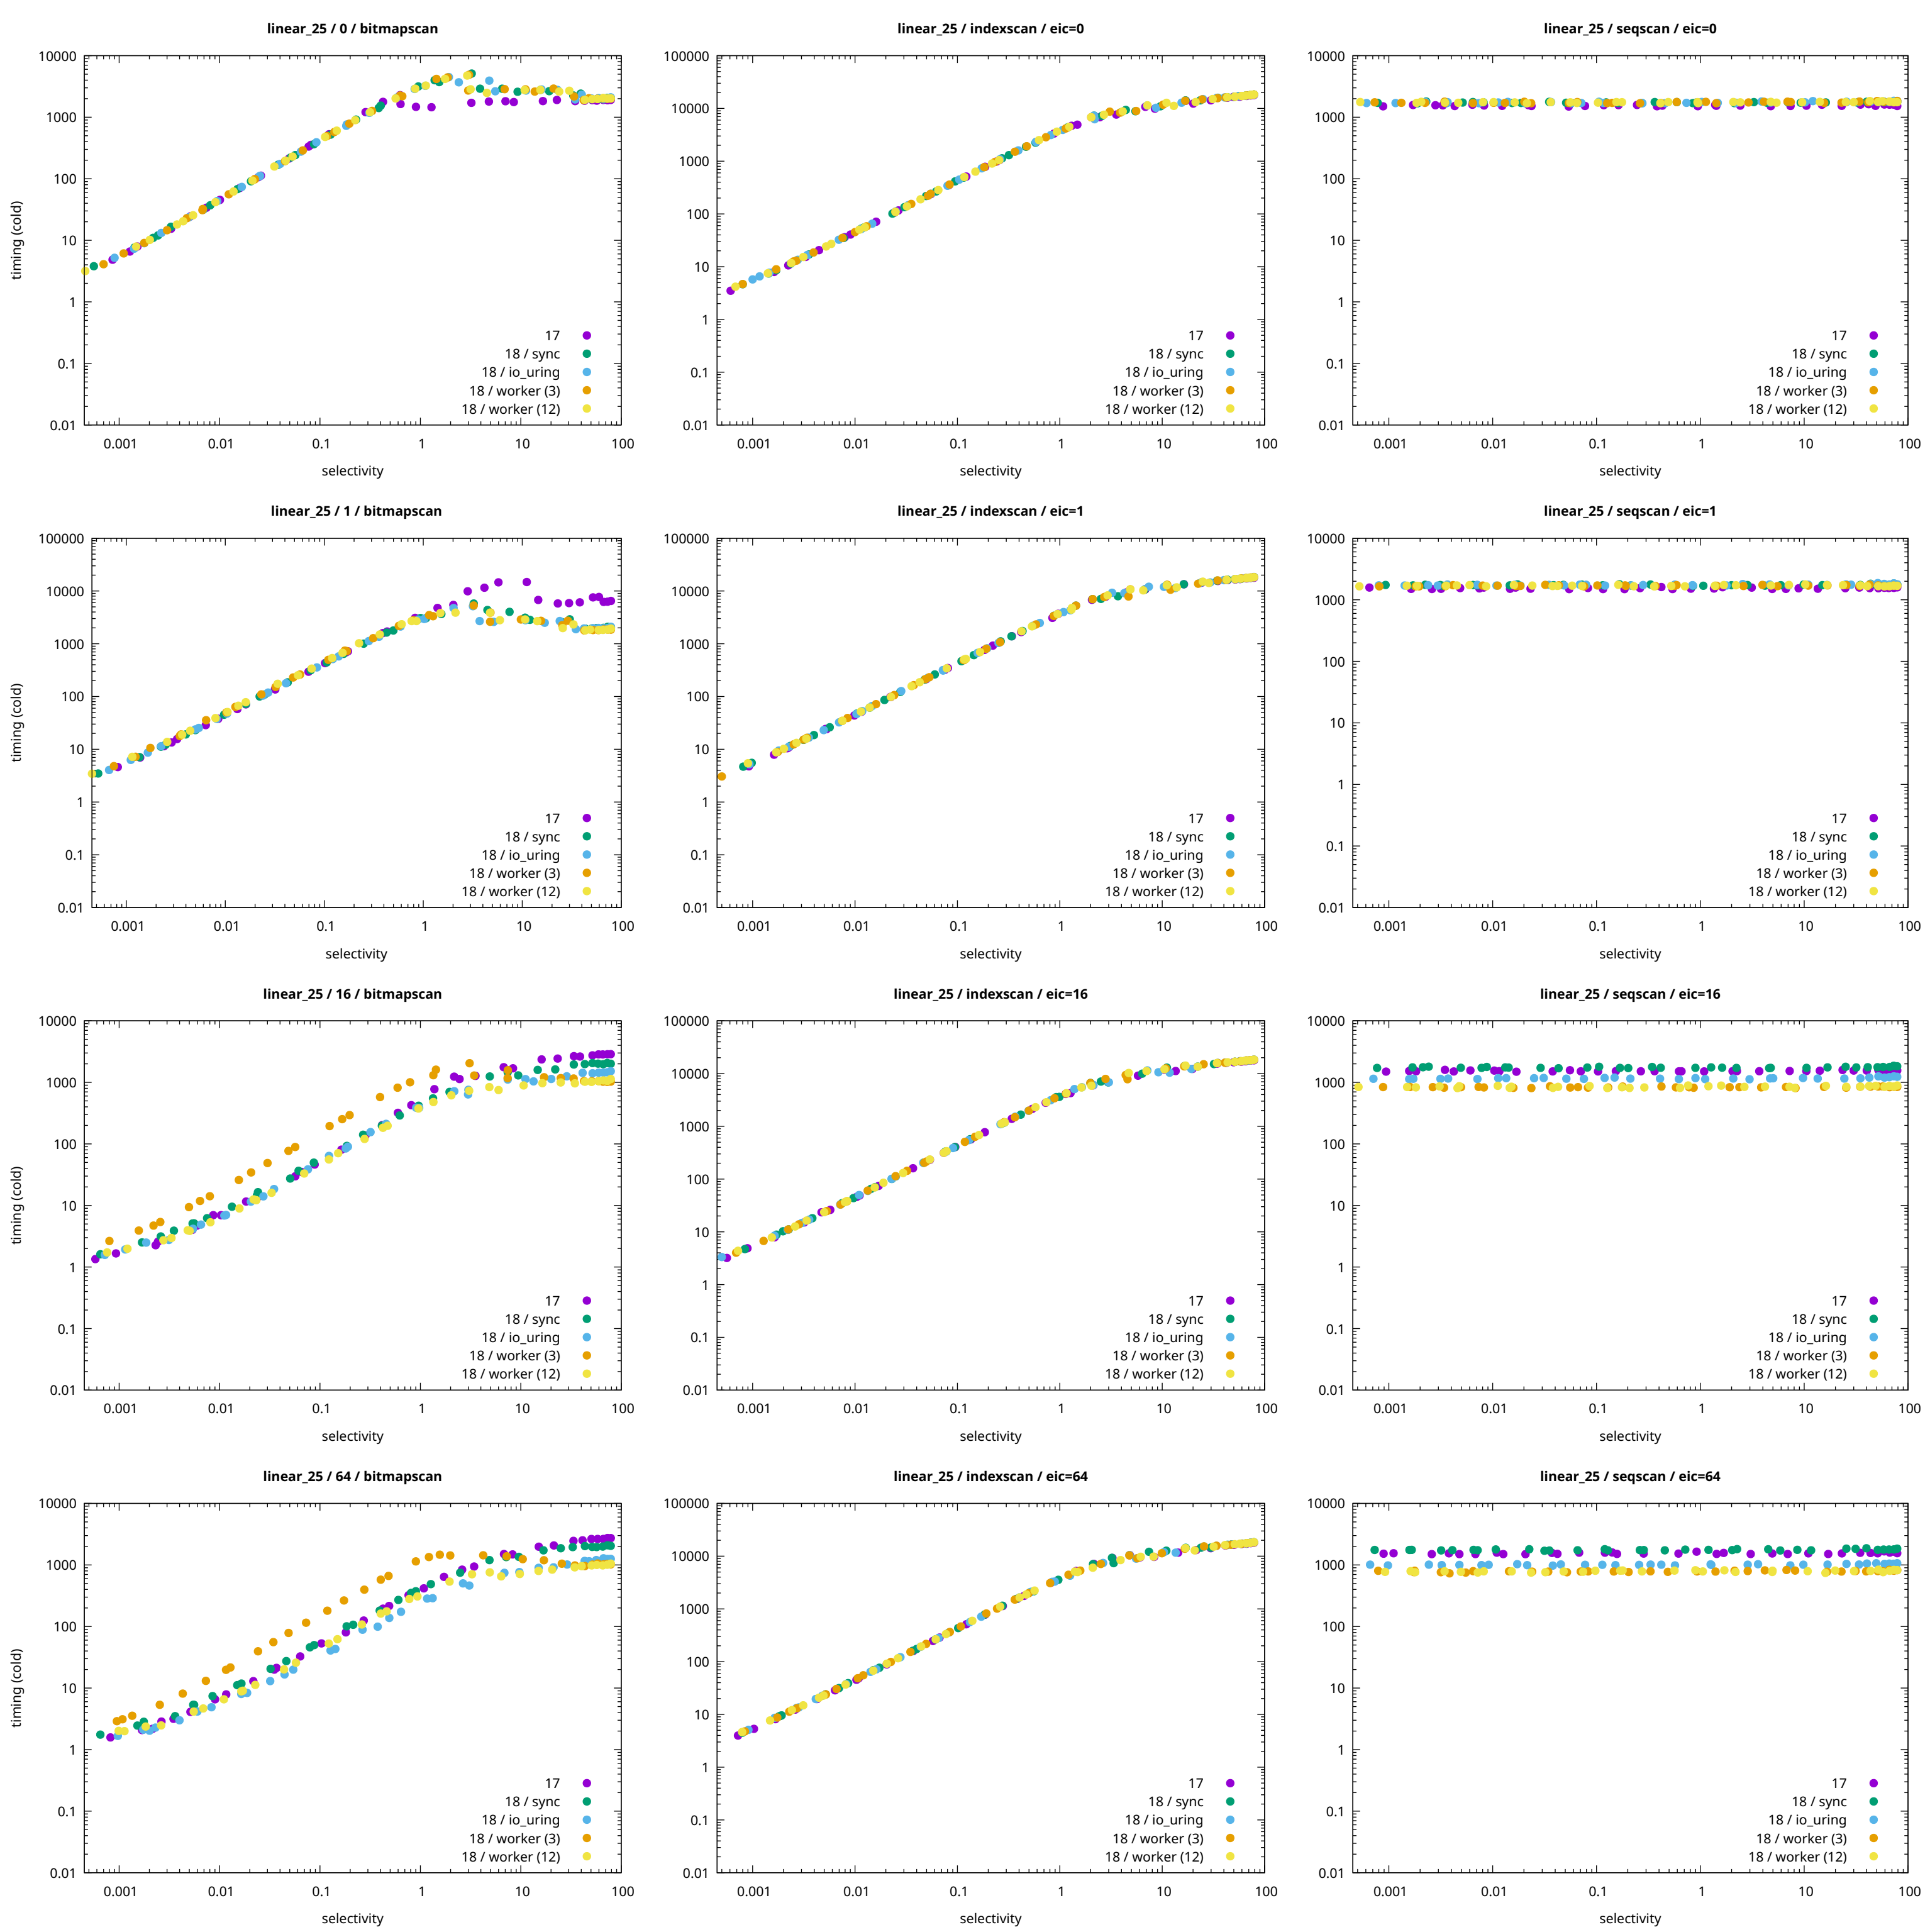 linear_25 / 0 / bitmapscan
10000
1000
100
10
1
0.1
0.01
timing (cold)
17
18 / sync
18 / io_uring
18 / worker (3)
18 / worker (12)
0.001 0.01 0.1 1 10 100
selectivity
linear_25 / indexscan / eic=0
100000
10000
1000
100
10
1
0.1
0.01
17
18 / sync
18 / io_uring
18 / worker (3)
18 / worker (12)
0.001 0.01 0.1 1 10 100
selectivity
linear_25 / seqscan / eic=0
10000
1000
100
10
1
0.1
0.01
17
18 / sync
18 / io_uring
18 / worker (3)
18 / worker (12)
0.001 0.01 0.1 1 10 100
selectivity
linear_25 / 1 / bitmapscan
100000
10000
1000
100
10
1
0.1
0.01
timing (cold)
17
18 / sync
18 / io_uring
18 / worker (3)
18 / worker (12)
0.001 0.01 0.1 1 10 100
selectivity
linear_25 / indexscan / eic=1
100000
10000
1000
100
10
1
0.1
0.01
17
18 / sync
18 / io_uring
18 / worker (3)
18 / worker (12)
0.001 0.01 0.1 1 10 100
selectivity
linear_25 / seqscan / eic=1
10000
1000
100
10
1
0.1
0.01
17
18 / sync
18 / io_uring
18 / worker (3)
18 / worker (12)
0.001 0.01 0.1 1 10 100
selectivity
linear_25 / 16 / bitmapscan
10000
1000
100
10
1
0.1
0.01
timing (cold)
17
18 / sync
18 / io_uring
18 / worker (3)
18 / worker (12)
0.001 0.01 0.1 1 10 100
selectivity
linear_25 / indexscan / eic=16
100000
10000
1000
100
10
1
0.1
0.01
17
18 / sync
18 / io_uring
18 / worker (3)
18 / worker (12)
0.001 0.01 0.1 1 10 100
selectivity
linear_25 / seqscan / eic=16
10000
1000
100
10
1
0.1
0.01
17
18 / sync
18 / io_uring
18 / worker (3)
18 / worker (12)
0.001 0.01 0.1 1 10 100
selectivity
linear_25 / 64 / bitmapscan
10000
1000
100
10
1
0.1
0.01
timing (cold)
17
18 / sync
18 / io_uring
18 / worker (3)
18 / worker (12)
0.001 0.01 0.1 1 10 100
selectivity
linear_25 / indexscan / eic=64
100000
10000
1000
100
10
1
0.1
0.01
17
18 / sync
18 / io_uring
18 / worker (3)
18 / worker (12)
0.001 0.01 0.1 1 10 100
selectivity
linear_25 / seqscan / eic=64
10000
1000
100
10
1
0.1
0.01
17
18 / sync
18 / io_uring
18 / worker (3)
18 / worker (12)
0.001 0.01 0.1 1 10 100
selectivity